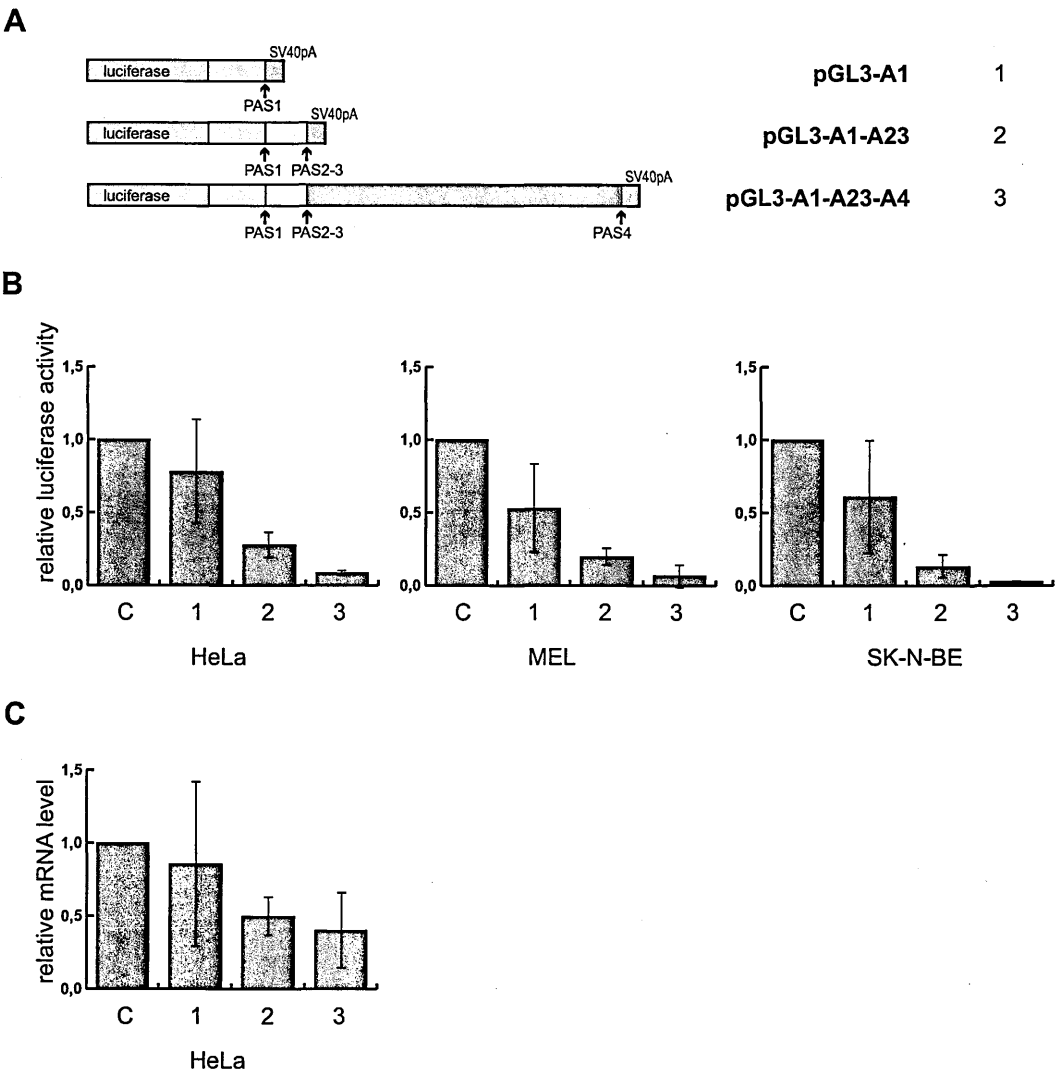 A
SV40pA
luciferase
PAS1
pGL3-A1 1
SV40pA
luciferase
PAS1 PAS2-3
pGL3-A1-A23 2
SV40pA
luciferase
PAS1 PAS2-3 PAS4
pGL3-A1-A23-A4 3
B
relative luciferase activity
1,5
1,0
0,5
0,0
C 1 2 3
HeLa
1,5
1,0
0,5
0,0
C 1 2 3
MEL
1,5
1,0
0,5
0,0
C 1 2 3
SK-N-BE
C
relative mRNA level
1,5
1,0
0,5
0,0
C 1 2 3
HeLa